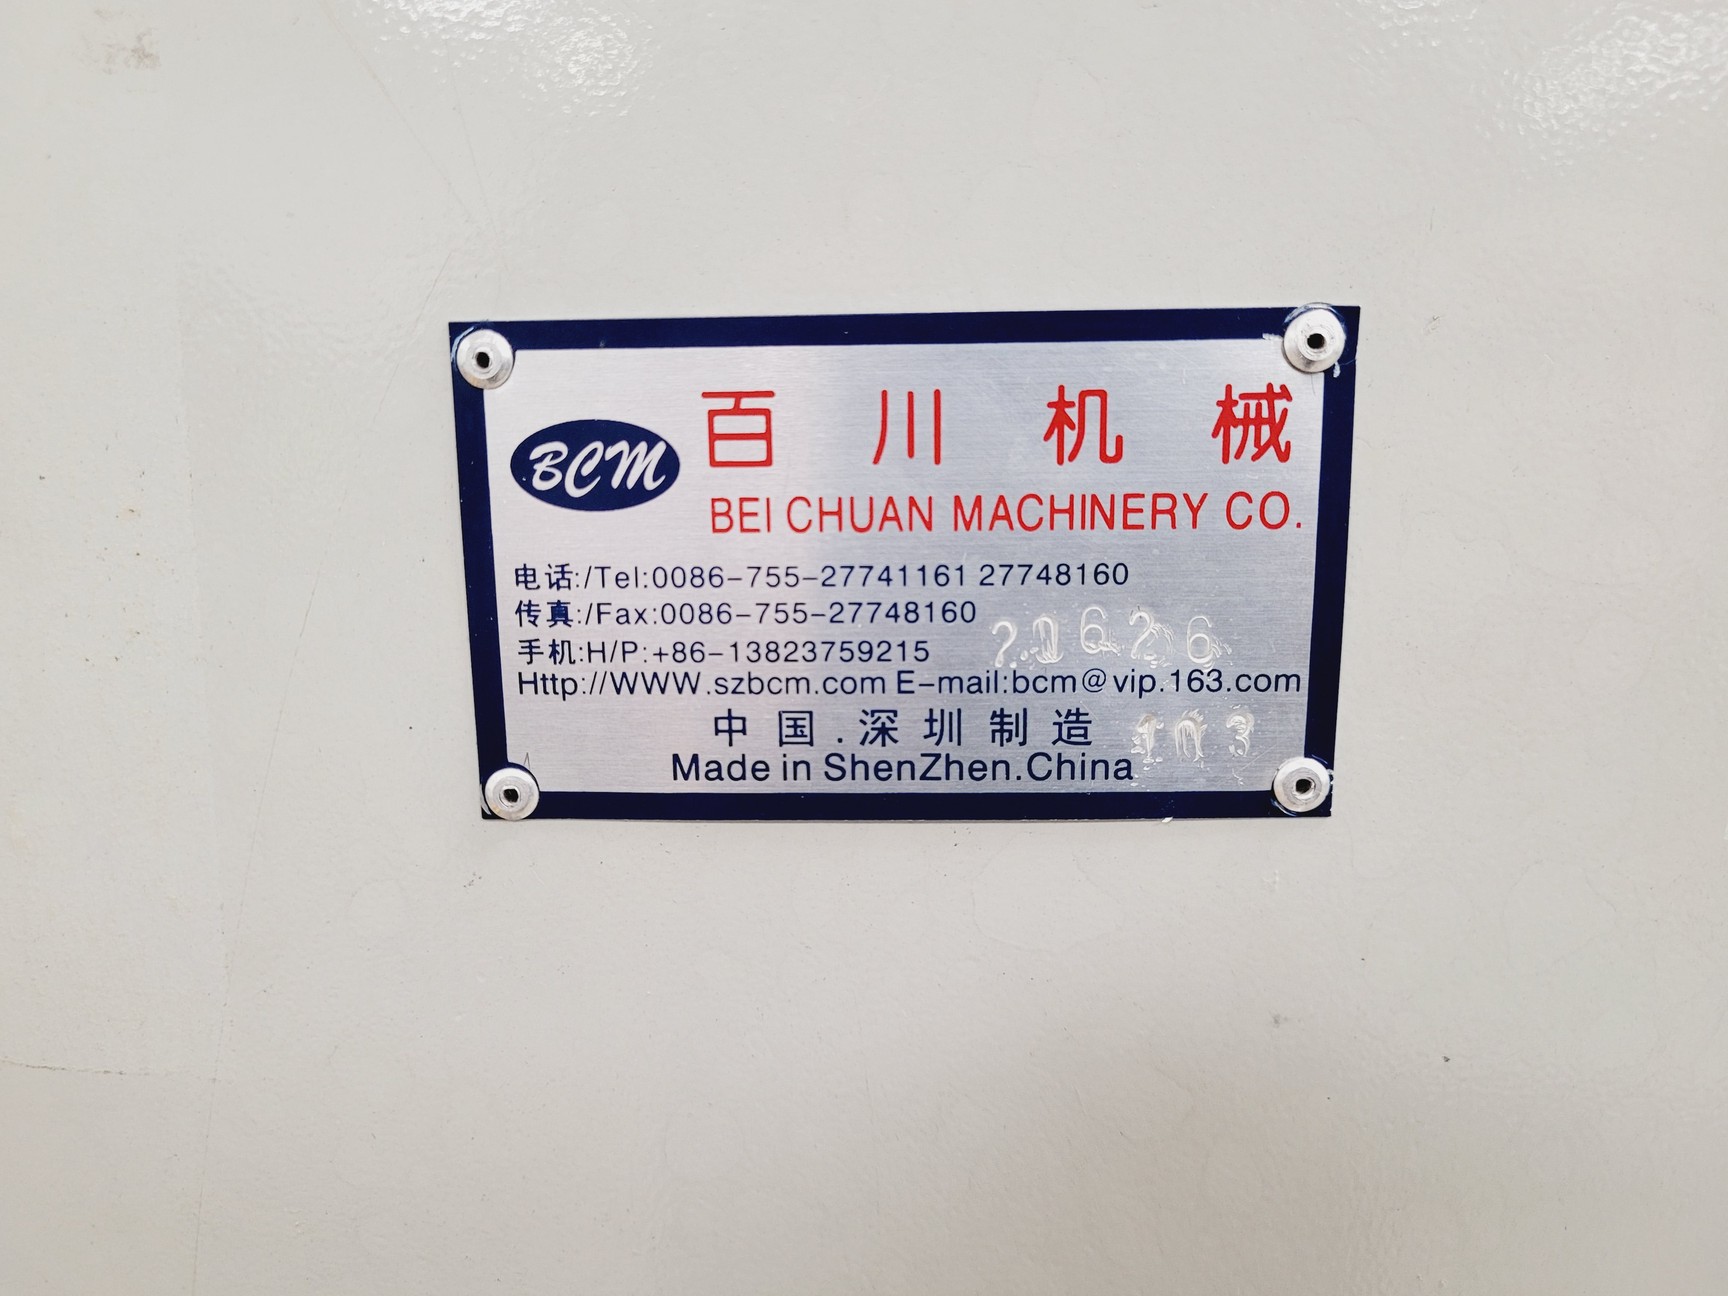 BCM
百川机械
BEI CHUAN MACHINERY CO.
电话:/Tel:0086-755-27741161 27748160
传真:/Fax:0086-755-27748160
手机:H/P:+86-13823759215
Http://WWW.szbcm.com E-mail:bcm@vip.163.com
中国.深圳制造
Made in ShenZhen.China